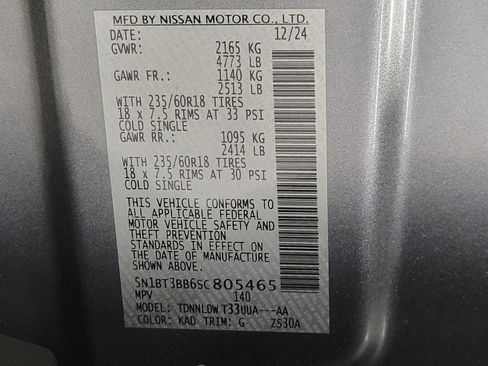 MFD BY NISSAN MOTOR CO., LTD.
DATE: 12/24
GVWR: 2165 KG
4773 LB
GAWR FR.: 1140 KG
2513 LB
WITH 235/60R18 TIRES
18 x 7.5 RIMS AT 33 PSI
COLD SINGLE
GAWR RR.: 1095 KG
2414 LB
WITH 235/60R18 TIRES
18 x 7.5 RIMS AT 30 PSI
COLD SINGLE
THIS VEHICLE CONFORMS TO
ALL APPLICABLE FEDERAL
MOTOR VEHICLE SAFETY
AND THEFT PREVENTION
STANDARDS IN EFFECT ON
THE DATE OF MANUFACTURE
SHOWN ABOVE.
5N1BT3BB6SC805465
MPV 140
TYPE: TDNNLDW T33UUA---AA
COLOR: KAD TRIM: G ZS30A